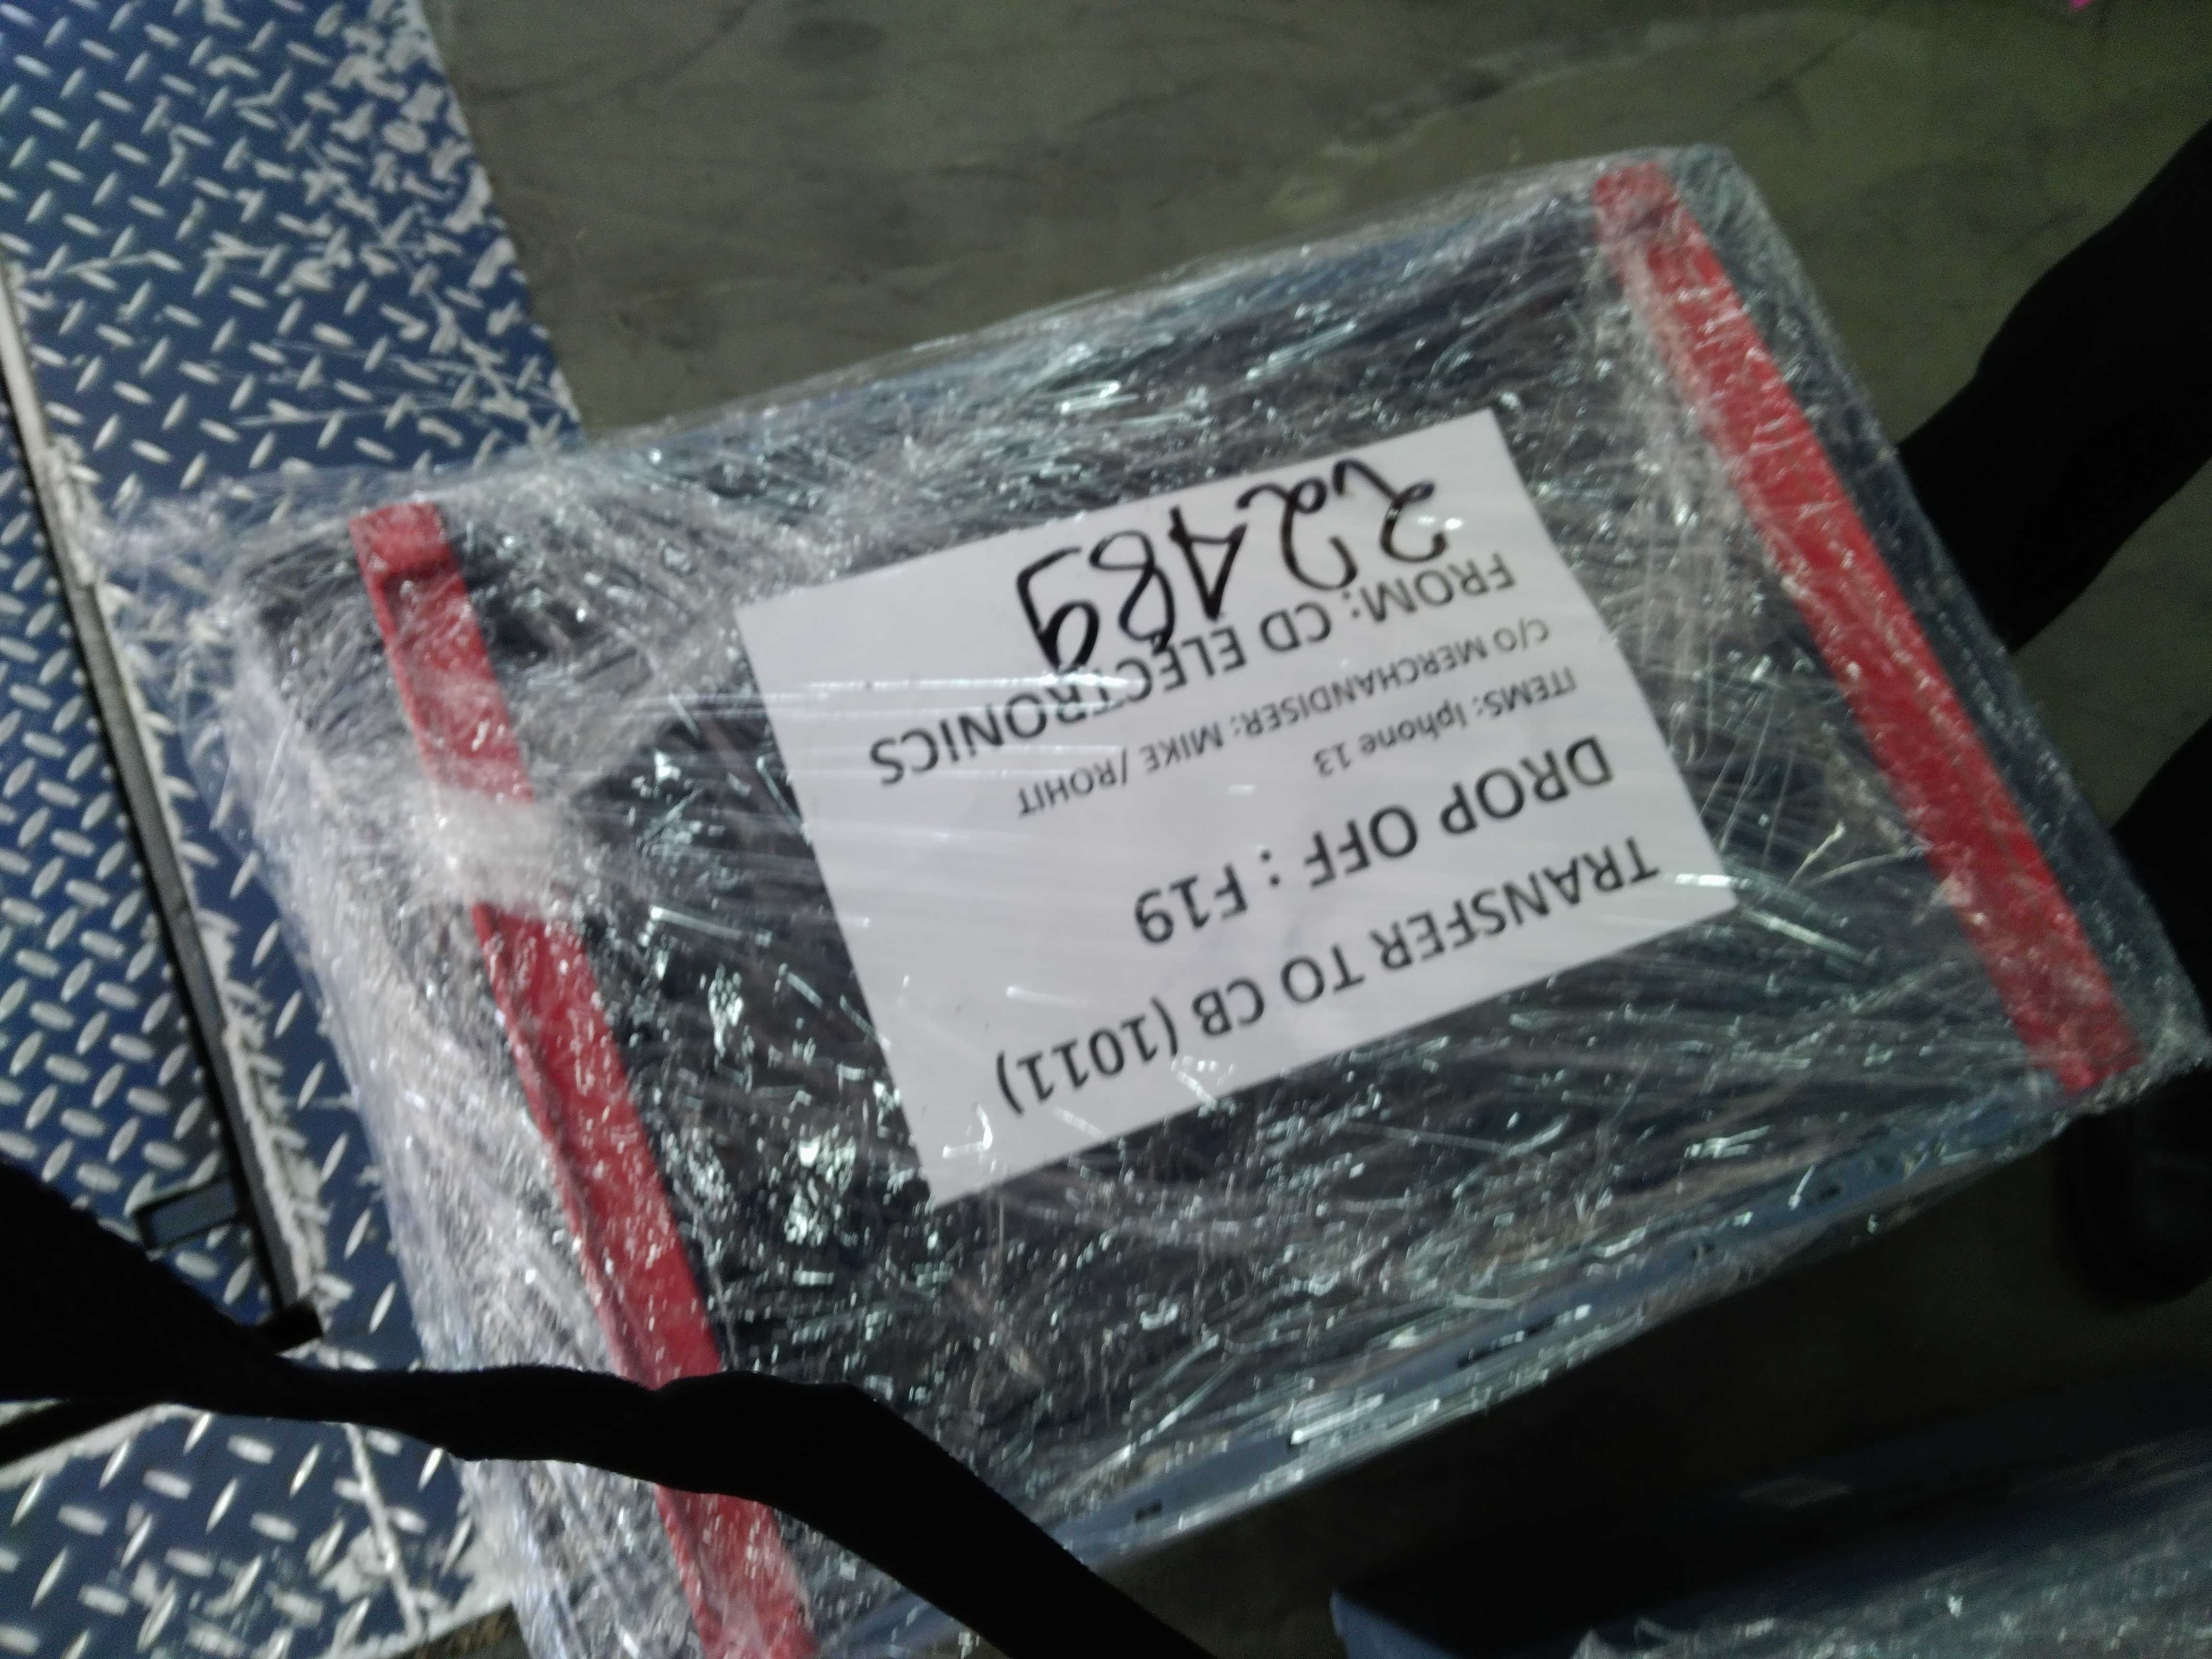 TRANSFER TO CB (1011)
DROP OFF : F19
ITEMS: Iphone 13
C/O MERCHANDISER: MIKE /ROHIT
FROM: CD ELECTRONICS
22489